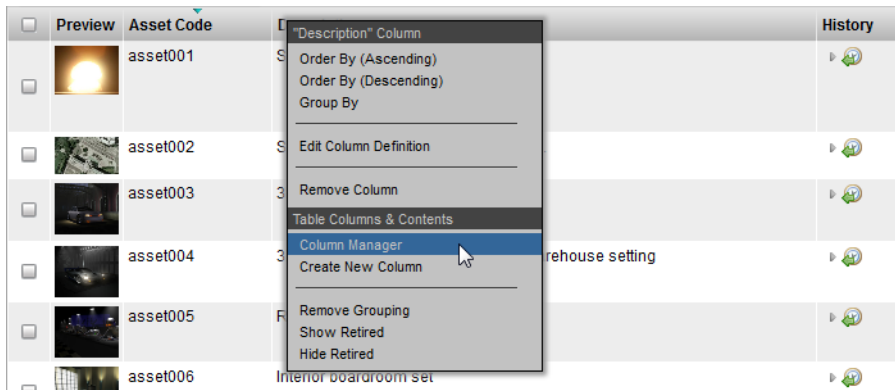 Preview Asset Code History
"Description" Column
asset001
Order By (Ascending)
Order By (Descending)
Group By
asset002
Edit Column Definition
asset003
3
Remove Column
Table Columns & Contents
Column Manager
asset004
3 rehouse setting
Create New Column
asset005
Remove Grouping
Show Retired
Hide Retired
asset006
Interior boardroom set